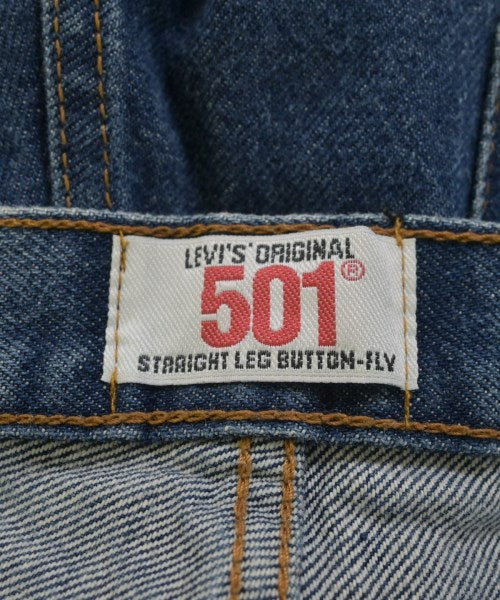 LEVI'S® ORIGINAL
501®
STRAIGHT LEG BUTTON-FLY